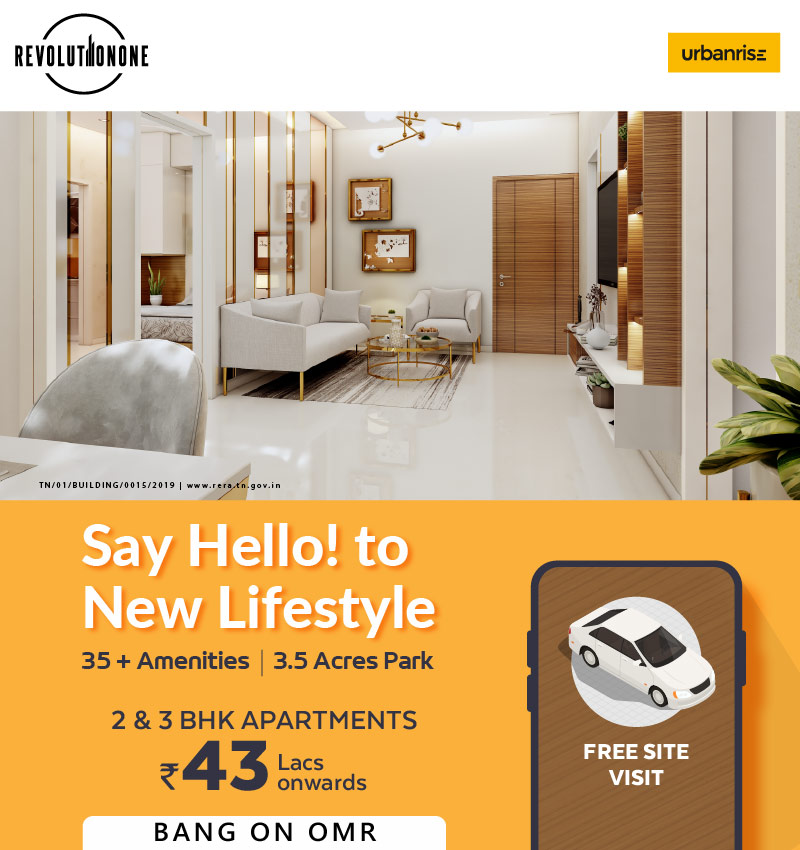 REVOLUTIONONE
urbanrise
TN/01/BUILDING/0015/2019 | www.rera.tn.gov.in
Say Hello! to
New Lifestyle
35 + Amenities | 3.5 Acres Park
2 & 3 BHK APARTMENTS
₹43 Lacs
onwards
BANG ON OMR
FREE SITE
VISIT